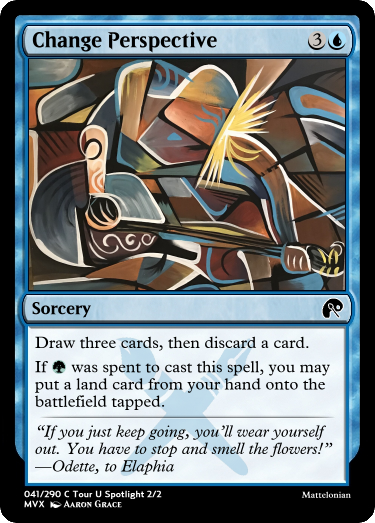 Change Perspective 3
Sorcery
Draw three cards, then discard a card.
If was spent to cast this spell, you may
put a land card from your hand onto the
battlefield tapped.
“If you just keep going, you’ll wear yourself
out. You have to stop and smell the flowers!”
—Odette, to Elaphia
041/290 C Tour U Spotlight 2/2
MVX Aaron Grace
Mattelonian